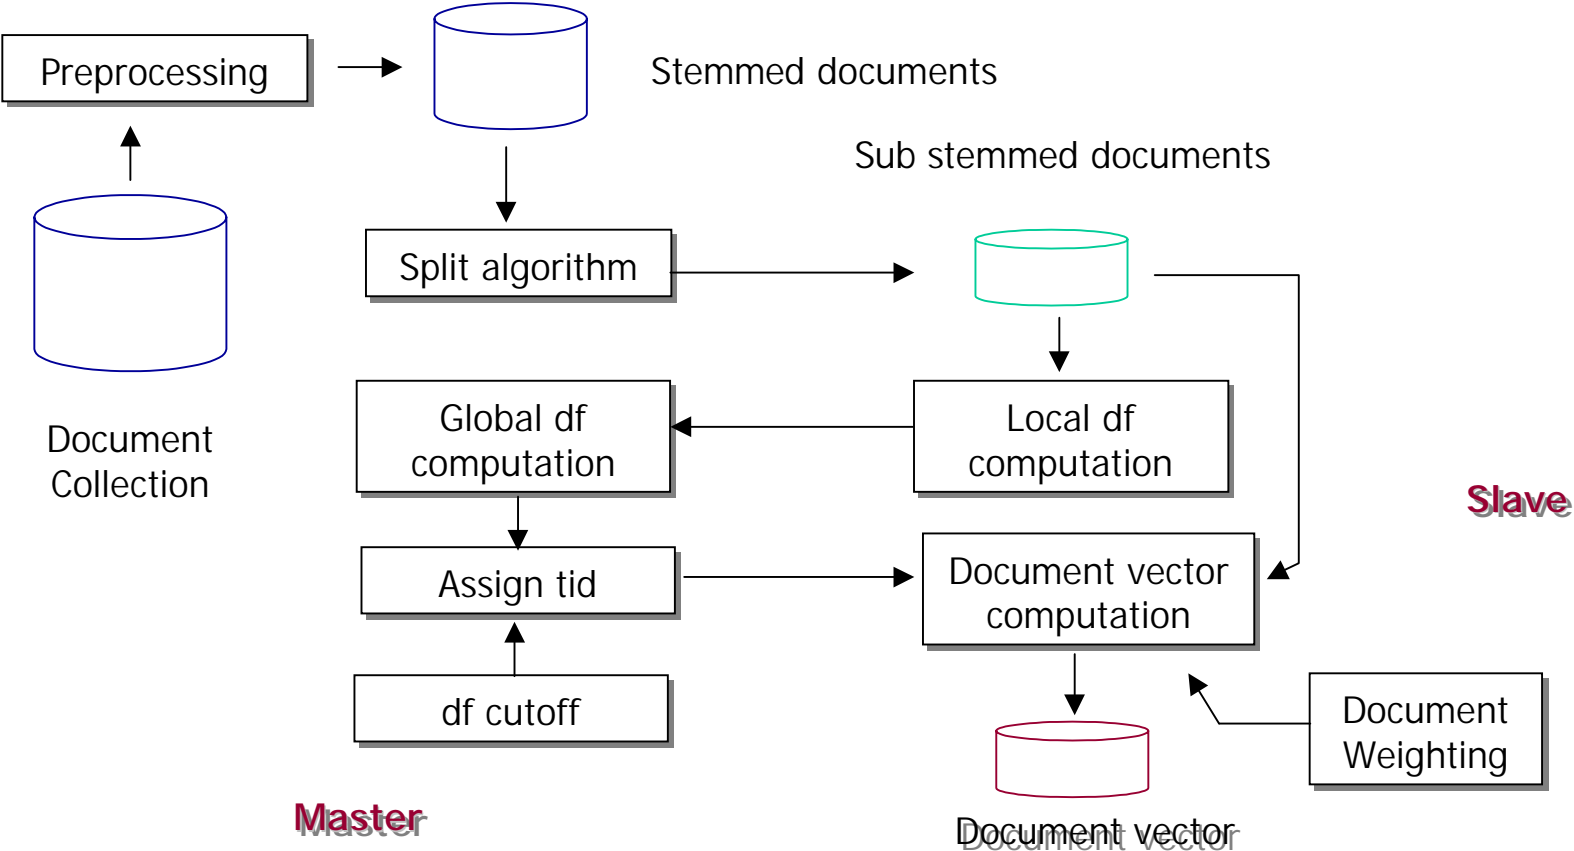 Preprocessing
Stemmed documents
Sub stemmed documents
Split algorithm
Document
Collection
Global df
computation
Local df
computation
Slave
Assign tid
Document vector
computation
df cutoff
Document
Weighting
Master
Document vector